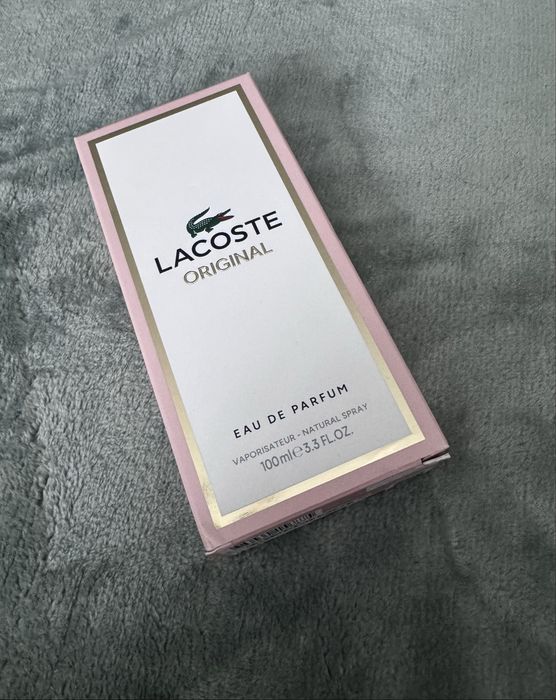 LACOSTE
ORIGINAL
EAU DE PARFUM
VAPORISATEUR - NATURAL SPRAY
100ml℮3.3 FL.OZ.